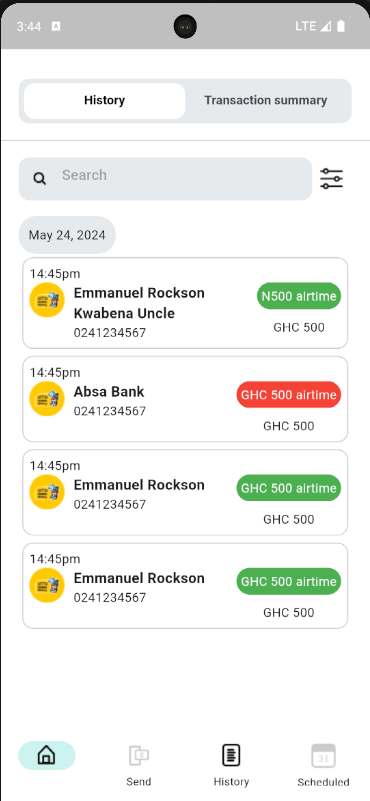 3:44 A LTE
History Transaction summary
Search
May 24, 2024
14:45pm
Emmanuel Rockson
Kwabena Uncle
0241234567
N500 airtime
GHC 500
14:45pm
Absa Bank
0241234567
GHC 500 airtime
GHC 500
14:45pm
Emmanuel Rockson
0241234567
GHC 500 airtime
GHC 500
14:45pm
Emmanuel Rockson
0241234567
GHC 500 airtime
GHC 500
31
Send History Scheduled